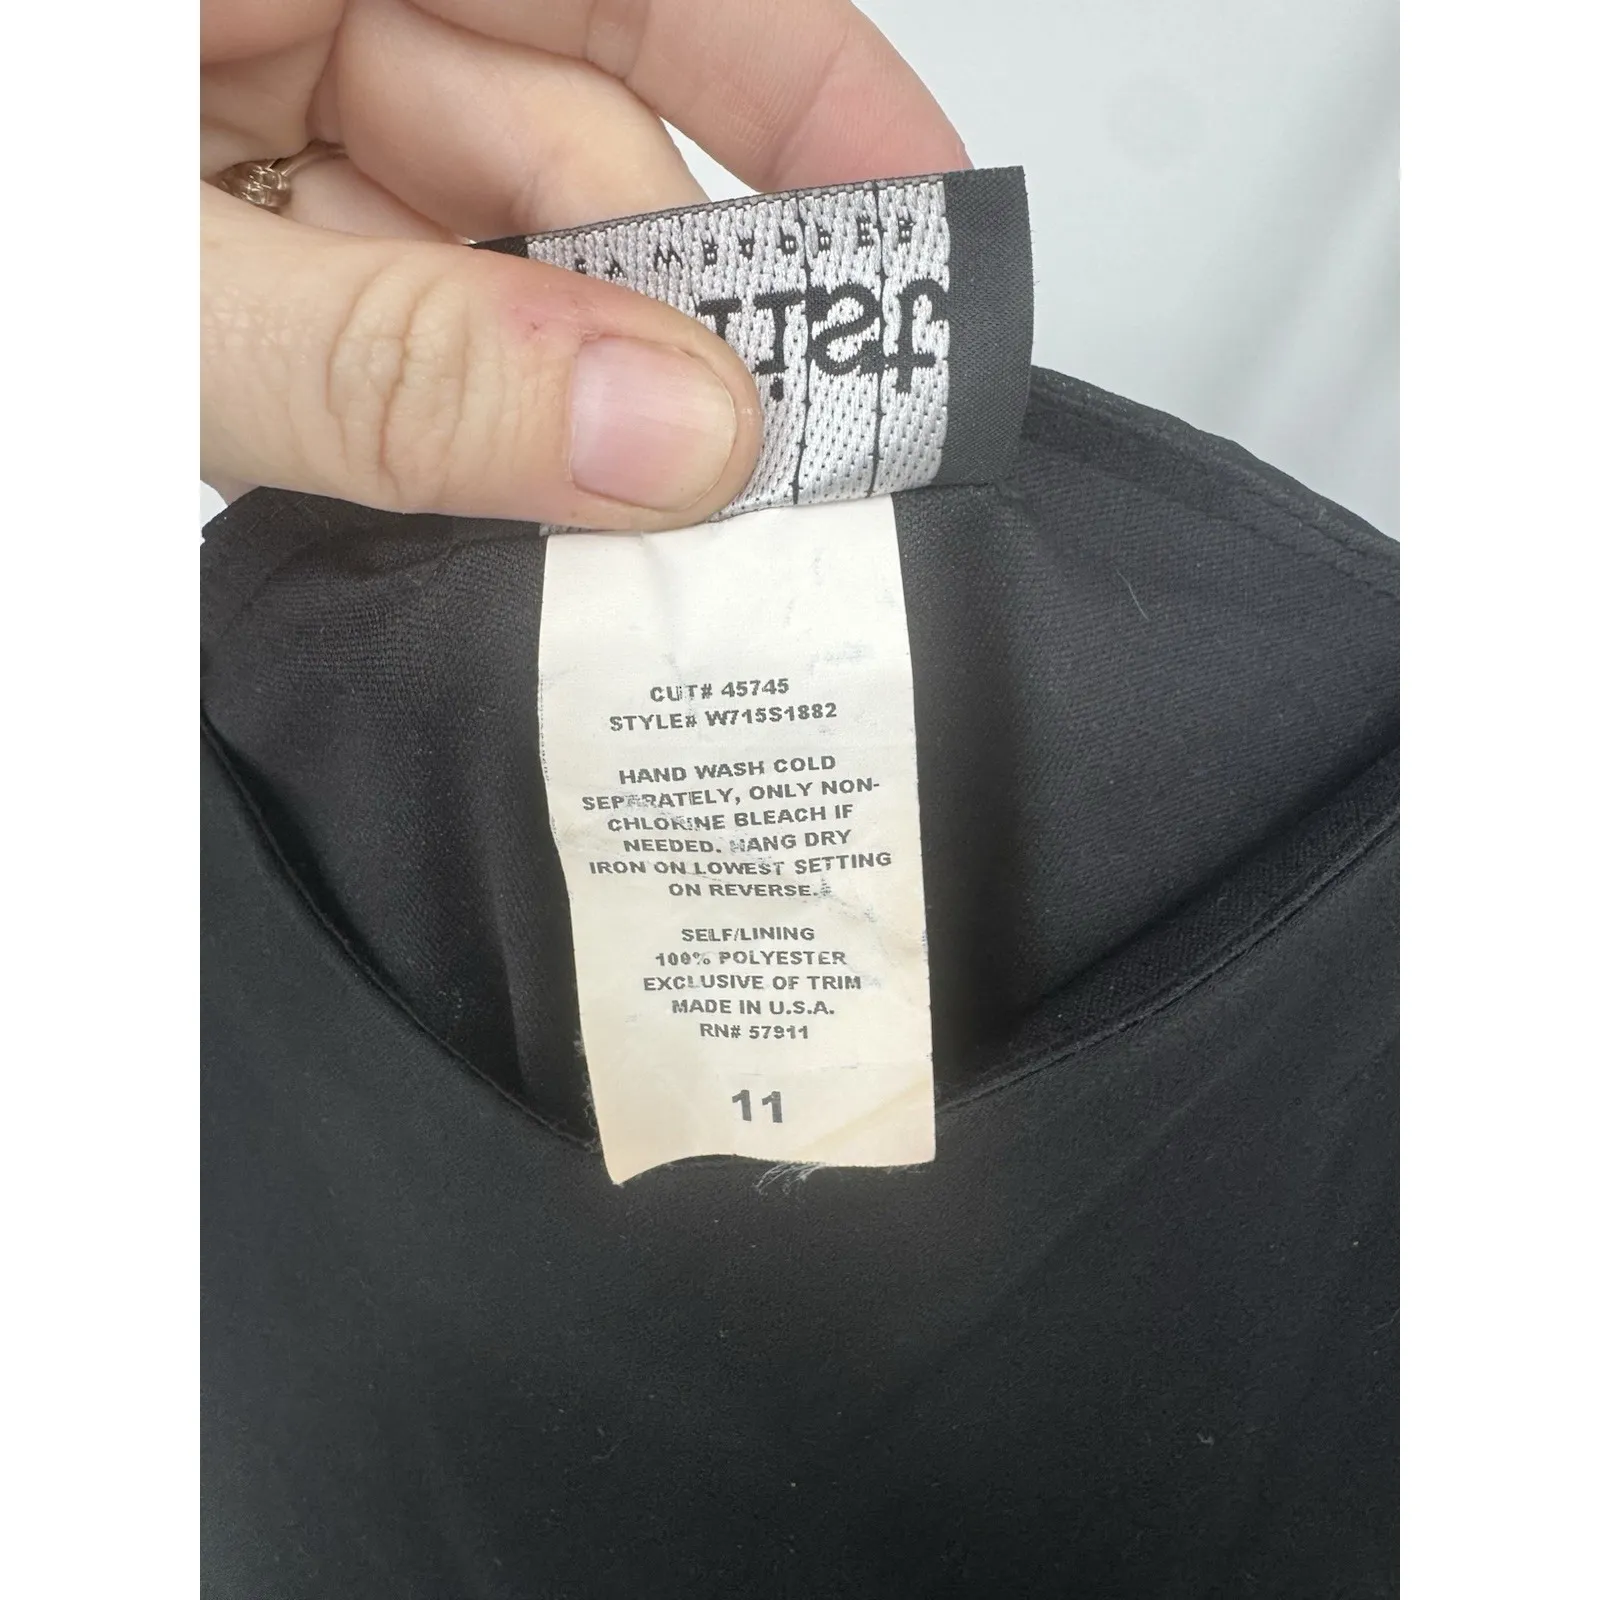 CUT# 45745
STYLE# W715S1882
HAND WASH COLD
SEPARATELY, ONLY NON-
CHLORINE BLEACH IF
NEEDED. HANG DRY
IRON ON LOWEST SETTING
ON REVERSE.
SELF/LINING
100% POLYESTER
EXCLUSIVE OF TRIM
MADE IN U.S.A.
RN# 57911
11